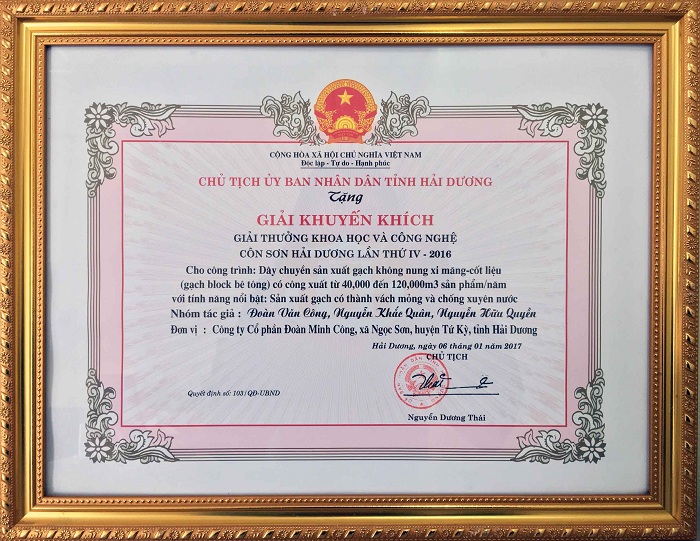 CỘNG HÒA XÃ HỘI CHỦ NGHĨA VIỆT NAM
Độc lập - Tự do - Hạnh phúc
CHỦ TỊCH ỦY BAN NHÂN DÂN TỈNH HẢI DƯƠNG
Tặng
GIẢI KHUYẾN KHÍCH
GIẢI THƯỞNG KHOA HỌC VÀ CÔNG NGHỆ
CÔN SƠN HẢI DƯƠNG LẦN THỨ IV - 2016
Cho công trình: Dây chuyền sản xuất gạch không nung xi măng-cốt liệu
(gạch block bê tông) có công xuất từ 40,000 đến 120,000m3 sản phẩm/năm
với tính năng nổi bật: Sản xuất gạch có thành vách mỏng và chống xuyên nước
Nhóm tác giả : Đoàn Văn Công, Nguyễn Khắc Quân, Nguyễn Hữu Quyền
Đơn vị : Công ty Cổ phần Đoàn Minh Công, xã Ngọc Sơn, huyện Tứ Kỳ, tỉnh Hải Dương
Hải Dương, ngày 06 tháng 01 năm 2017
CHỦ TỊCH
Quyết định số: 103/QĐ-UBND
Nguyễn Dương Thái